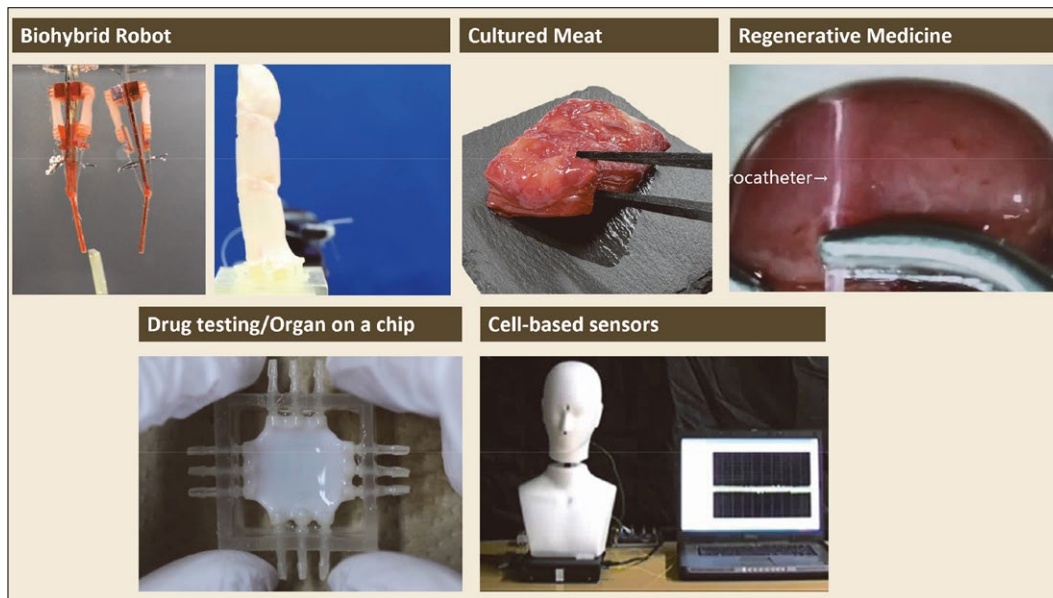 Biohybrid Robot
Cultured Meat
Regenerative Medicine
rocatheter→
Drug testing/Organ on a chip
Cell-based sensors